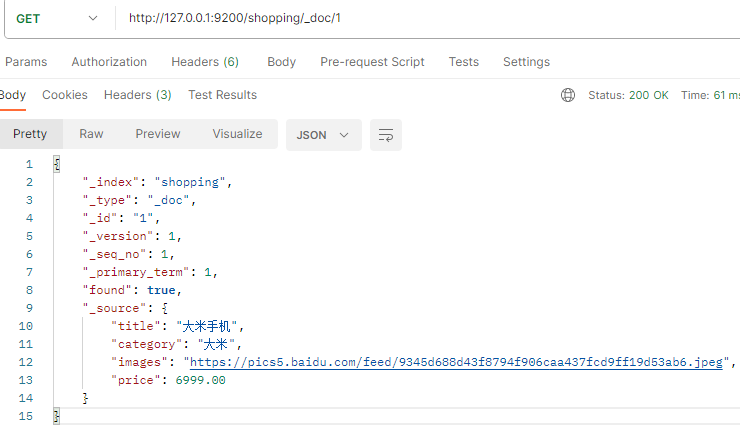 GET http://127.0.0.1:9200/shopping/_doc/1
Params Authorization Headers (6) Body Pre-request Script Tests Settings
Body Cookies Headers (3) Test Results Status: 200 OK Time: 61 ms
Pretty Raw Preview Visualize JSON
1 {
2 "_index": "shopping",
3 "_type": "_doc",
4 "_id": "1",
5 "_version": 1,
6 "_seq_no": 1,
7 "_primary_term": 1,
8 "found": true,
9 "_source": {
10 "title": "大米手机",
11 "category": "大米",
12 "images": "https://pics5.baidu.com/feed/9345d688d43f8794f906caa437fcd9ff19d53ab6.jpeg",
13 "price": 6999.00
14 }
15 }